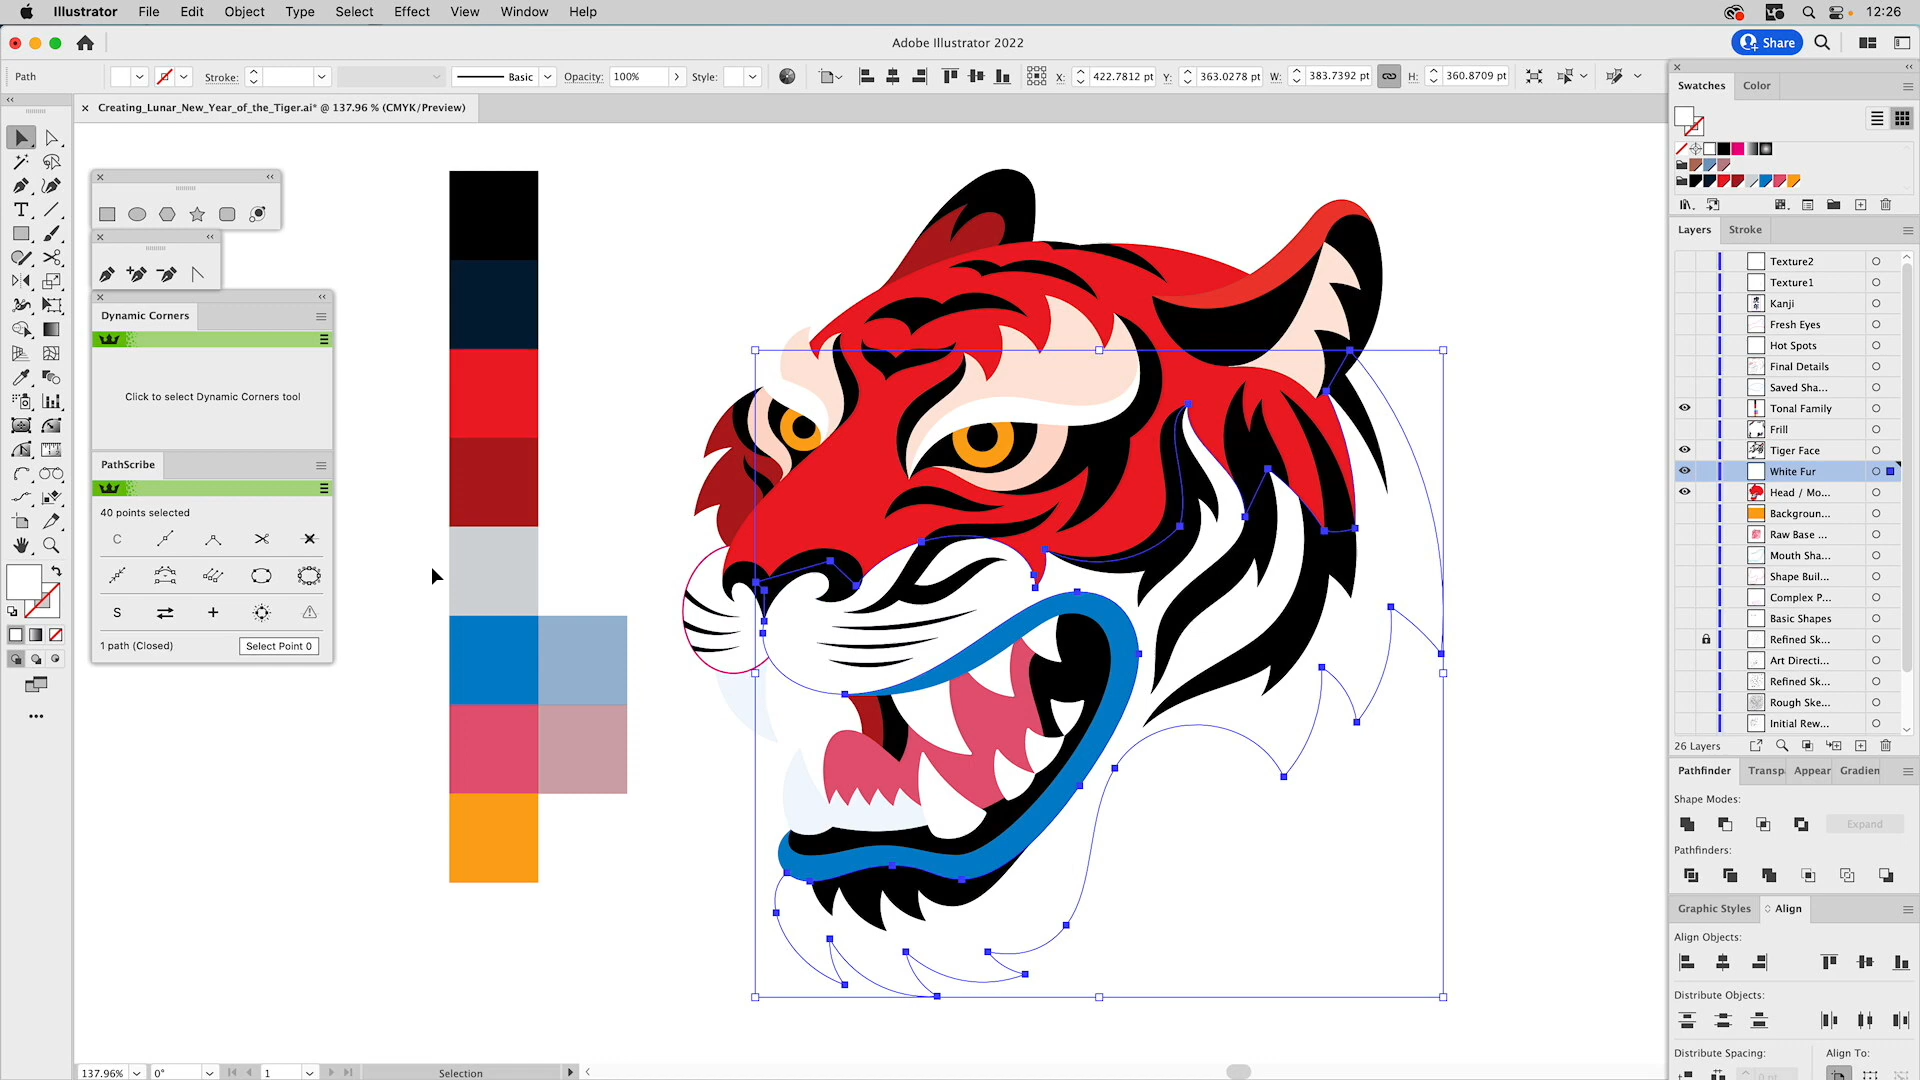 Illustrator File Edit Object Type Select Effect View Window Help 12:26
Adobe Illustrator 2022 Share
Path Stroke: Basic Opacity: 100% Style: X: 422.7812 pt Y: 363.0278 pt W: 383.7392 pt H: 360.8709 pt
Creating_Lunar_New_Year_of_the_Tiger.ai* @ 137.96 % (CMYK/Preview)
Swatches Color
Layers Stroke
Texture2
Texture1
Kanji
Fresh Eyes
Hot Spots
Final Details
Saved Sha...
Tonal Family
Frill
Tiger Face
White Fur
Head / Mo...
Backgroun...
Raw Base ...
Mouth Sha...
Shape Buil...
Complex P...
Basic Shapes
Refined Sk...
Art Directi...
Refined Sk...
Rough Ske...
Initial Rew...
26 Layers
Dynamic Corners
Click to select Dynamic Corners tool
PathScribe
40 points selected
C
S
1 path (Closed) Select Point 0
Pathfinder Transp Appear Gradien
Shape Modes:
Expand
Pathfinders:
Graphic Styles Align
Align Objects:
Distribute Objects:
Distribute Spacing: Align To:
0 pt
137.96% 0° 1 Selection